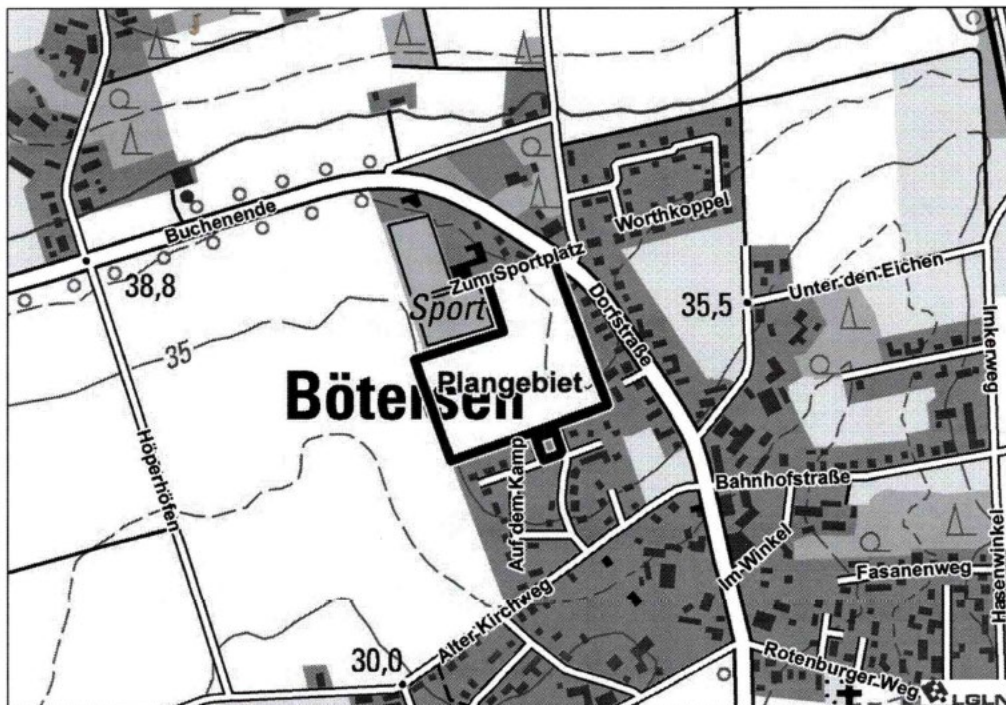 Buchenende
Worthkoppel
Zum Sportplatz
Unter den Eichen
38,8
Sport
Dorfstraße
35,5
35
Imkerweg
Bötersen
Plangebiet
Höperhöfen
Auf dem Kamp
Bahnhofstraße
Im Winkel
Fasanenweg
Hasenwinkel
Alter Kirchweg
30,0
Rotenburger Weg
LGLN